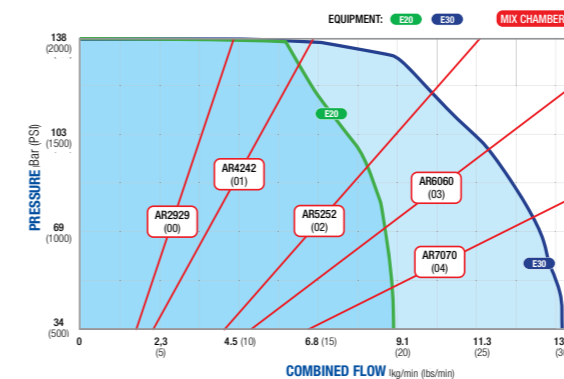 EQUIPMENT: E20 E30 MIX CHAMBER
138
(2000)
E20
103
(1500)
AR4242
(01)
AR6060
(03)
AR2929
(00)
AR5252
(02)
PRESSURE Bar (PSI)
69
(1000)
AR7070
(04)
E30
34
(500)
0 2,3 4.5 (10) 6.8 (15) 9.1 11.3 13
(5) (20) (25)
COMBINED FLOW kg/min (lbs/min)